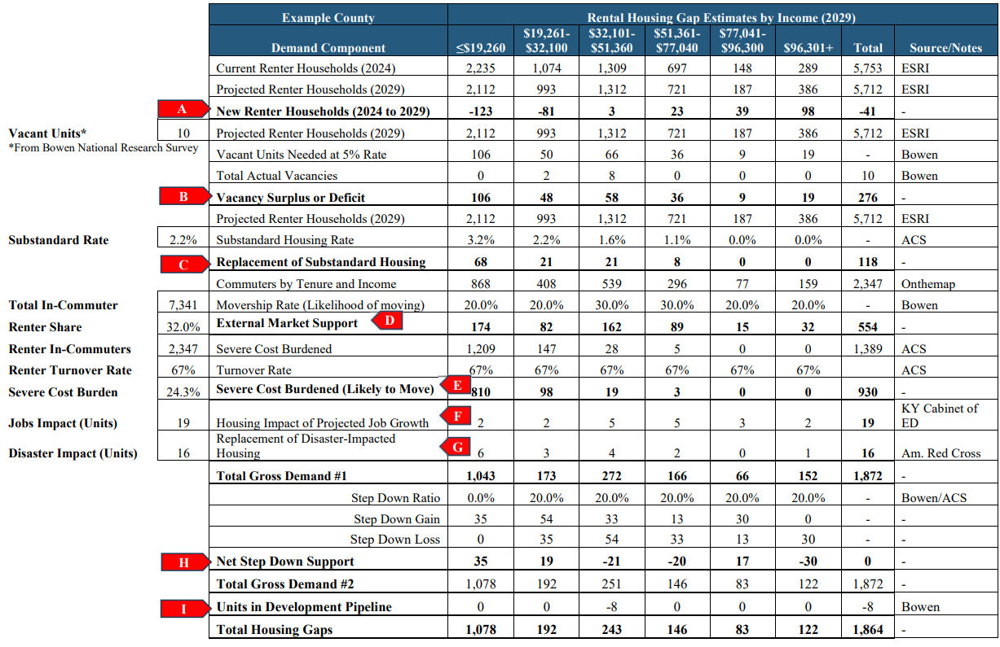 Example County Rental Housing Gap Estimates by Income (2029)
Demand Component ≤$19,260 $19,261-$32,100 $32,101-$51,360 $51,361-$77,040 $77,041-$96,300 $96,301+ Total Source/Notes
Current Renter Households (2024) 2,235 1,074 1,309 697 148 289 5,753 ESRI
Projected Renter Households (2029) 2,112 993 1,312 721 187 386 5,712 ESRI
A New Renter Households (2024 to 2029) -123 -81 3 23 39 98 -41 -
Vacant Units* 10 Projected Renter Households (2029) 2,112 993 1,312 721 187 386 5,712 ESRI
*From Bowen National Research Survey
Vacant Units Needed at 5% Rate 106 50 66 36 9 19 - Bowen
Total Actual Vacancies 0 2 8 0 0 0 10 Bowen
B Vacancy Surplus or Deficit 106 48 58 36 9 19 276 -
Projected Renter Households (2029) 2,112 993 1,312 721 187 386 5,712 ESRI
Substandard Rate 2.2% Substandard Housing Rate 3.2% 2.2% 1.6% 1.1% 0.0% 0.0% - ACS
C Replacement of Substandard Housing 68 21 21 8 0 0 118 -
Commuters by Tenure and Income 868 408 539 296 77 159 2,347 Onthemap
Total In-Commuter 7,341 Movership Rate (Likelihood of moving) 20.0% 20.0% 30.0% 30.0% 20.0% 20.0% - Bowen
Renter Share 32.0% External Market Support D 174 82 162 89 15 32 554 -
Renter In-Commuters 2,347 Severe Cost Burdened 1,209 147 28 5 0 0 1,389 ACS
Renter Turnover Rate 67% Turnover Rate 67% 67% 67% 67% 67% 67% ACS
Severe Cost Burden 24.3% Severe Cost Burdened (Likely to Move) E 810 98 19 3 0 0 930 -
Jobs Impact (Units) 19 Housing Impact of Projected Job Growth F 2 2 5 5 3 2 19 KY Cabinet of ED
Disaster Impact (Units) 16 Replacement of Disaster-Impacted Housing G 6 3 4 2 0 1 16 Am. Red Cross
Total Gross Demand #1 1,043 173 272 166 66 152 1,872 -
Step Down Ratio 0.0% 20.0% 20.0% 20.0% 20.0% 20.0% - Bowen/ACS
Step Down Gain 35 54 33 13 30 0 - -
Step Down Loss 0 35 54 33 13 30 - -
H Net Step Down Support 35 19 -21 -20 17 -30 0 -
Total Gross Demand #2 1,078 192 251 146 83 122 1,872 -
I Units in Development Pipeline 0 0 -8 0 0 0 -8 Bowen
Total Housing Gaps 1,078 192 243 146 83 122 1,864 -